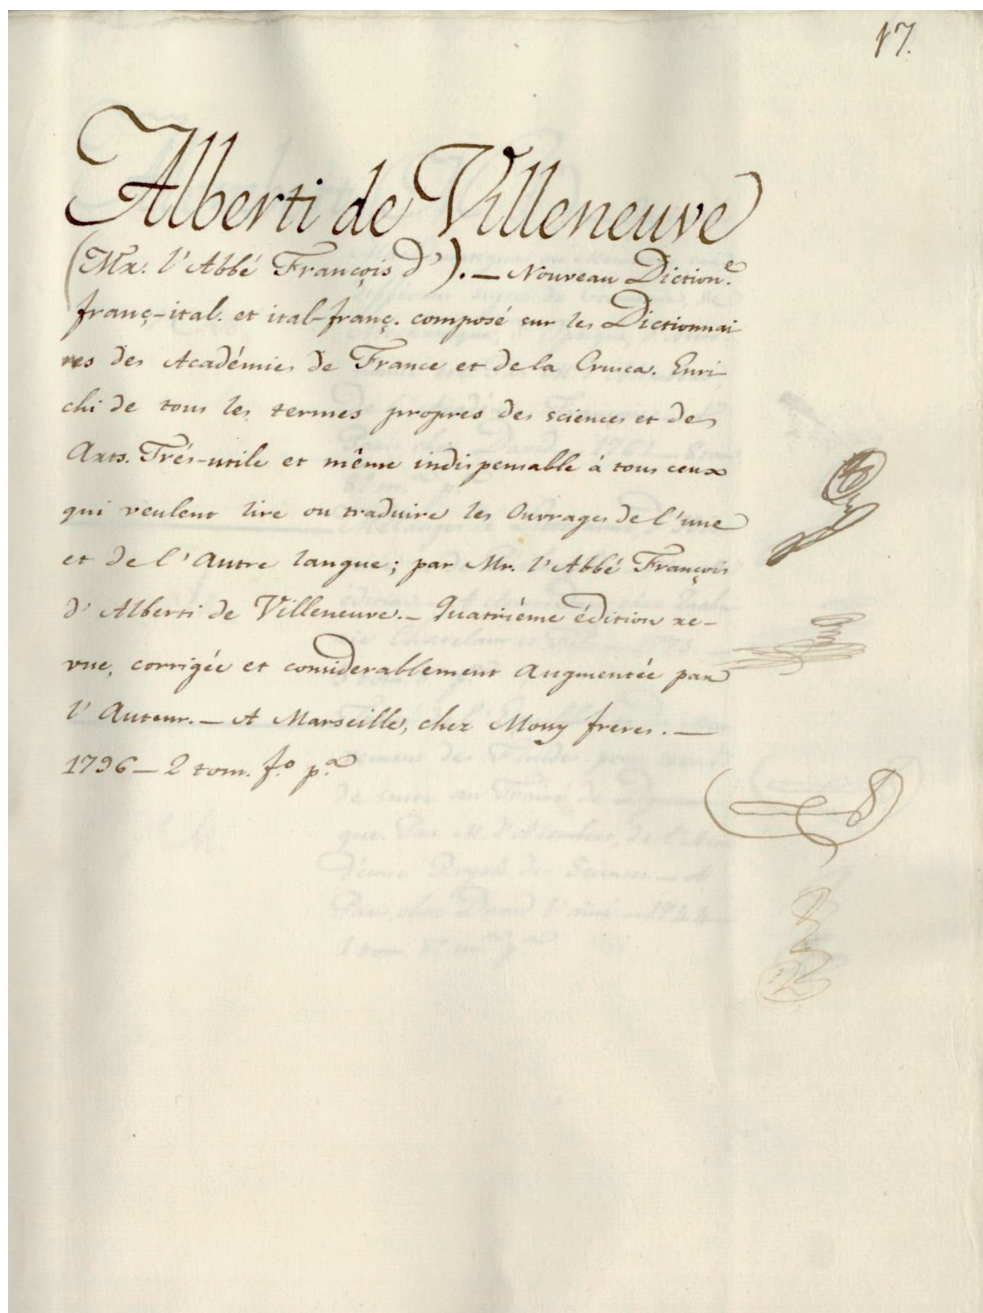 17.
Alberti de Villeneuve
(Mr. l'Abbé François d'). — Nouveau Diction.e
franç-ital. et ital-franç. composé sur les Dictionnai
res des Académies de France et de la Crusca. Enri-
chi de tous les termes propres des sciences et des
Arts. Trés-utile et même indispensable à tous ceux
qui veulent lire ou traduire les Ouvrages de l'une
et de l'Autre langue; par Mr. l'Abbé François
d'Alberti de Villeneuve. — Quatriéme édition re-
vue, corrigée et considerablement Augmentée par
l'Auteur. — A Marseille, chez Mouy freres. —
1796 — 2 tom. f.o p.a